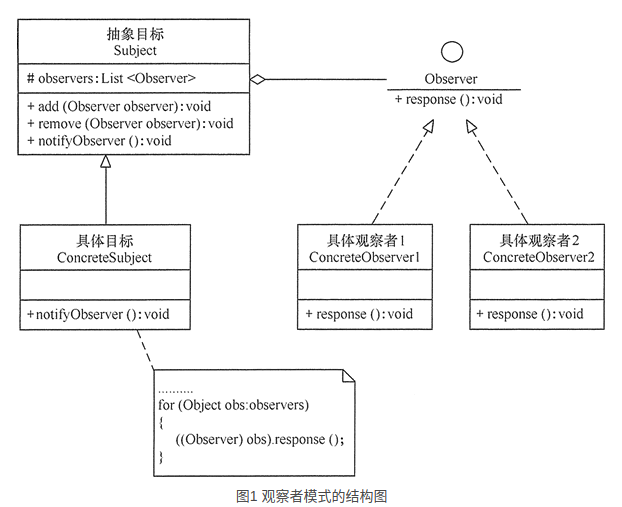 抽象目标
Subject
# observers:List <Observer>
+ add (Observer observer):void
+ remove (Observer observer):void
+ notifyObserver ():void
Observer
+ response ():void
具体目标
ConcreteSubject
+notifyObserver ():void
具体观察者1
ConcreteObserver1
+ response ():void
具体观察者2
ConcreteObserver2
+ response ():void
..........
for (Object obs:observers)
{
((Observer) obs).response ();
}
图1 观察者模式的结构图